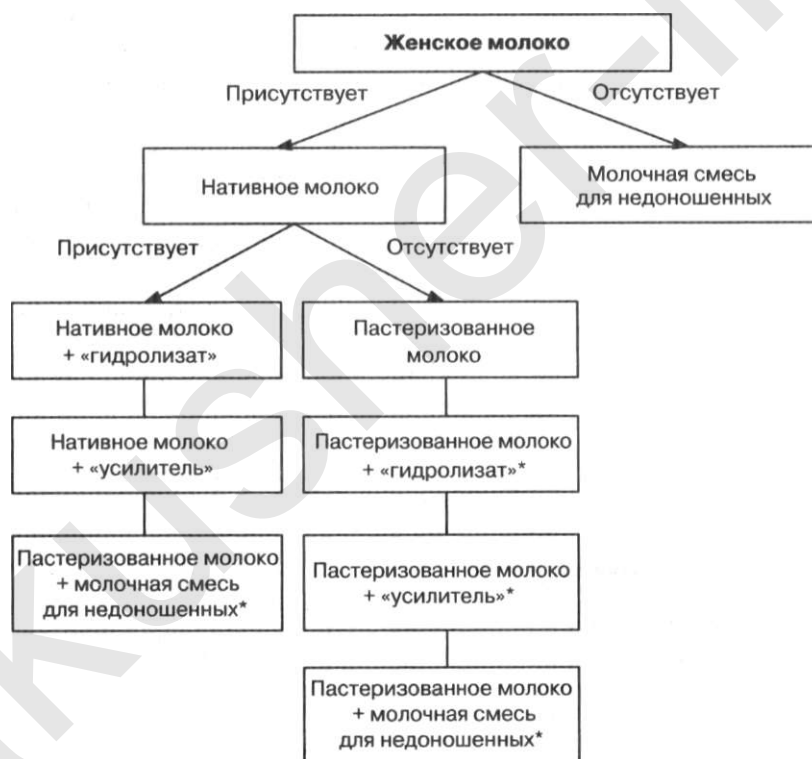 Женское молоко
Присутствует
Отсутствует
Нативное молоко
Молочная смесь
для недоношенных
Присутствует
Отсутствует
Нативное молоко
+ «гидролизат»
Пастеризованное
молоко
Нативное молоко
+ «усилитель»
Пастеризованное молоко
+ «гидролизат»*
Пастеризованное молоко
+ молочная смесь
для недоношенных*
Пастеризованное молоко
+ «усилитель»*
Пастеризованное молоко
+ молочная смесь
для недоношенных*